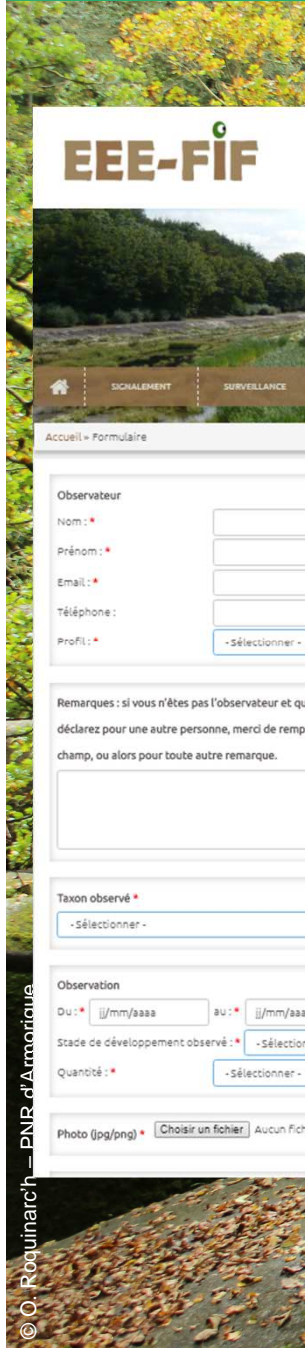 EEE-FIF
SIGNALEMENT SURVEILLANCE
Accueil » Formulaire
Observateur
Nom : *
Prénom : *
Email : *
Téléphone :
Profil : * - Sélectionner -
Remarques : si vous n'êtes pas l'observateur et qu
déclarez pour une autre personne, merci de remp
champ, ou alors pour toute autre remarque.
Taxon observé *
- Sélectionner -
Observation
Du : * jj/mm/aaaa au : * jj/mm/aaa
Stade de développement observé : * - Sélection
Quantité : * - Sélectionner -
Photo (jpg/png) * Choisir un fichier Aucun fich
© O. Roquinarc'h – PNR d'Armorique